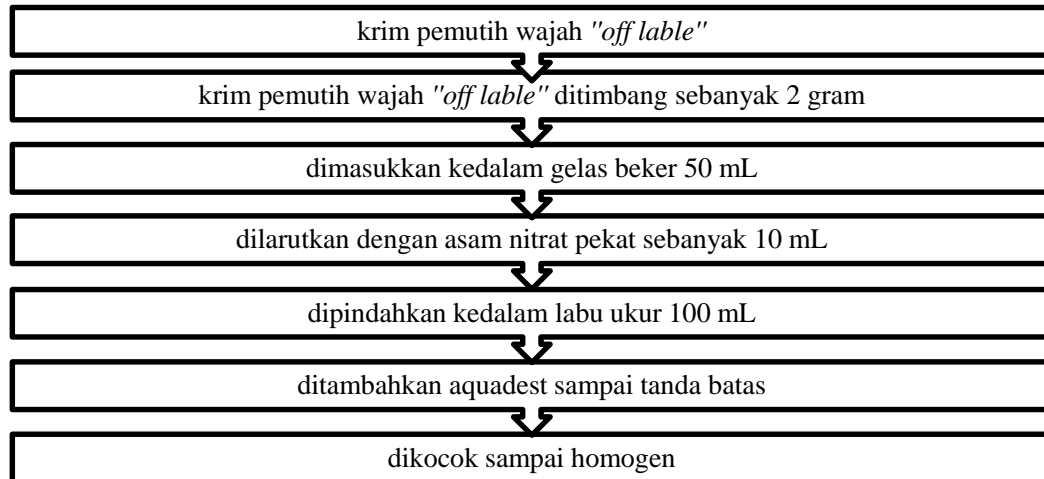 krim pemutih wajah "off lable"
krim pemutih wajah "off lable" ditimbang sebanyak 2 gram
dimasukkan kedalam gelas beker 50 mL
dilarutkan dengan asam nitrat pekat sebanyak 10 mL
dipindahkan kedalam labu ukur 100 mL
ditambahkan aquadest sampai tanda batas
dikocok sampai homogen